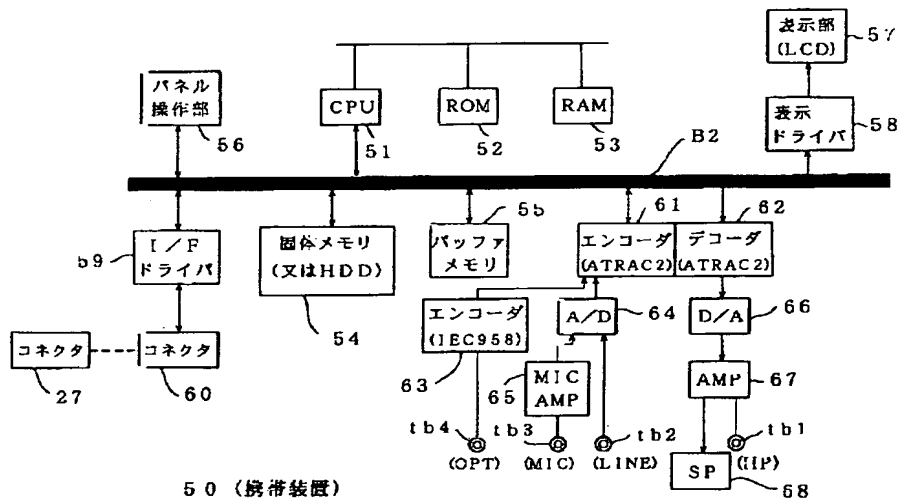 表示部
(LCD)
57
パネル
操作部
56
CPU
51
ROM
52
RAM
53
表示
ドライバ
58
B2
I/F
ドライバ
59
固体メモリ
(又はHDD)
54
バッファ
メモリ
55
エンコーダ
(ATRAC2)
61
デコーダ
(ATRAC2)
62
エンコーダ
(IEC958)
63
A/D
64
D/A
66
コネクタ
27
コネクタ
60
MIC
AMP
65
AMP
67
tb4
(OPT)
tb3
(MIC)
tb2
(LINE)
tb1
(HP)
SP
68
50 (携帯装置)